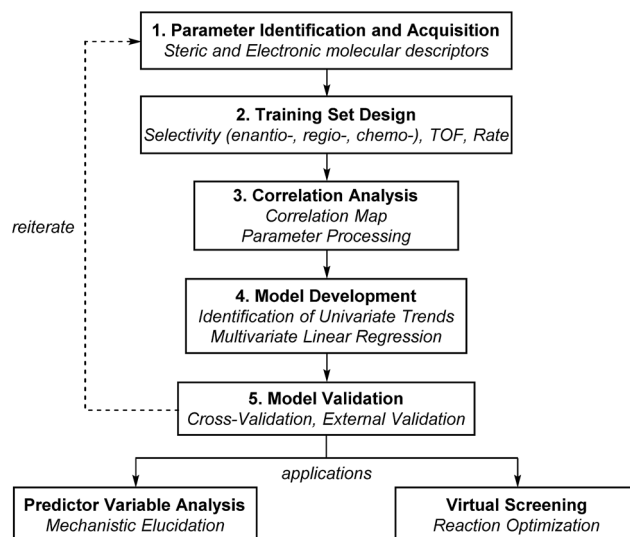 1. Parameter Identification and Acquisition
Steric and Electronic molecular descriptors
2. Training Set Design
Selectivity (enantio-, regio-, chemo-), TOF, Rate
3. Correlation Analysis
Correlation Map
Parameter Processing
reiterate
4. Model Development
Identification of Univariate Trends
Multivariate Linear Regression
5. Model Validation
Cross-Validation, External Validation
applications
Predictor Variable Analysis
Mechanistic Elucidation
Virtual Screening
Reaction Optimization